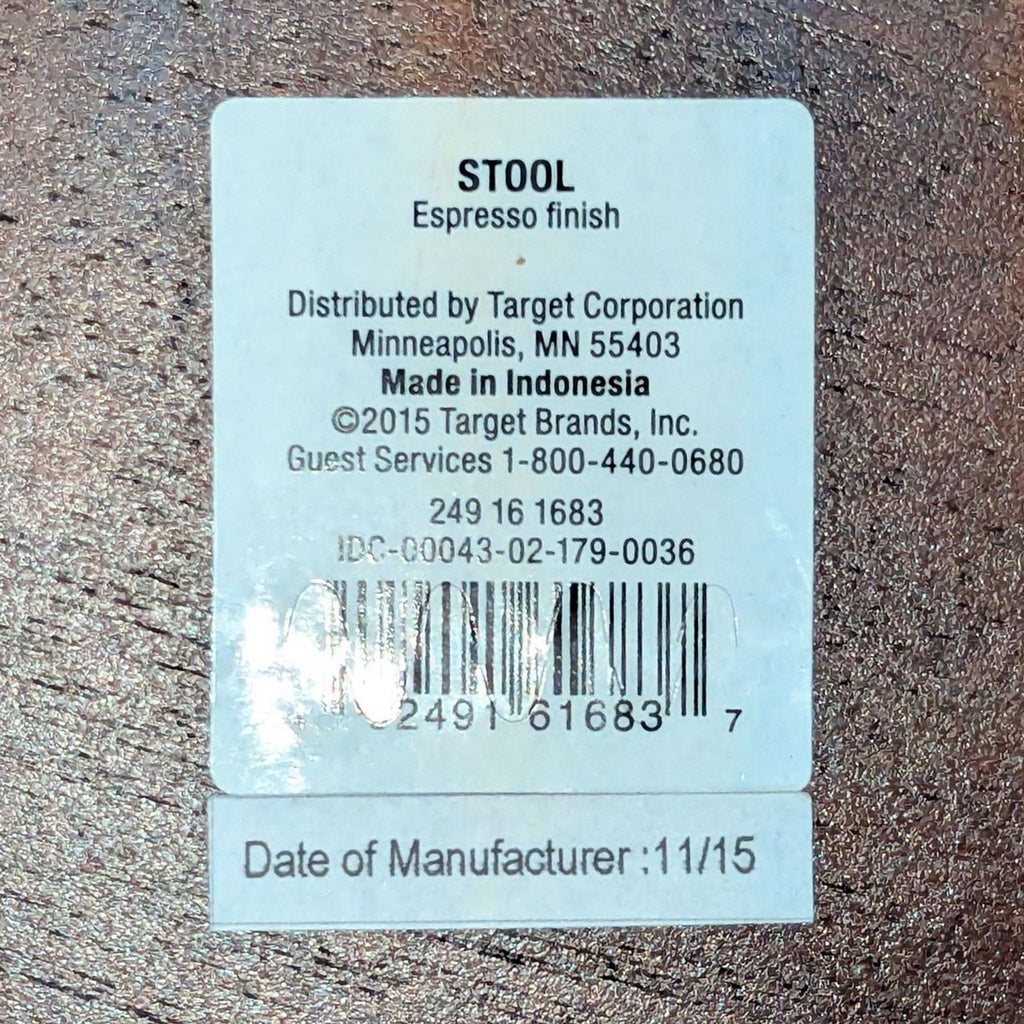 STOOL
Espresso finish
Distributed by Target Corporation
Minneapolis, MN 55403
Made in Indonesia
©2015 Target Brands, Inc.
Guest Services 1-800-440-0680
249 16 1683
IDC-00043-02-179-0036
2491 61683 7
Date of Manufacturer :11/15